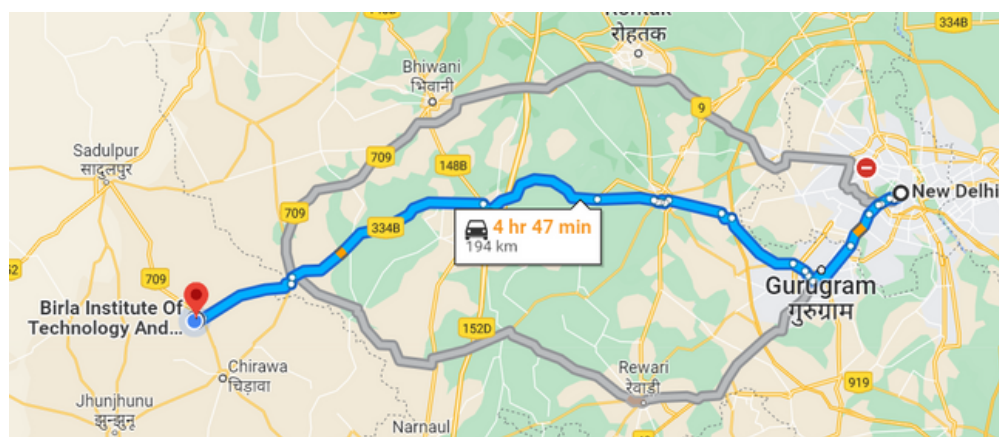 रोहतक
334B
Bhiwani
भिवानी
9
Sadulpur
सादुलपुर
709
148B
New Delhi
4 hr 47 min
194 km
709
334B
709
Gurugram
गुरुग्राम
Birla Institute Of
Technology And...
152D
Chirawa
चिड़ावा
Rewari
रेवाड़ी
919
Jhunjhunu
झुन्झुनू
Narnaul